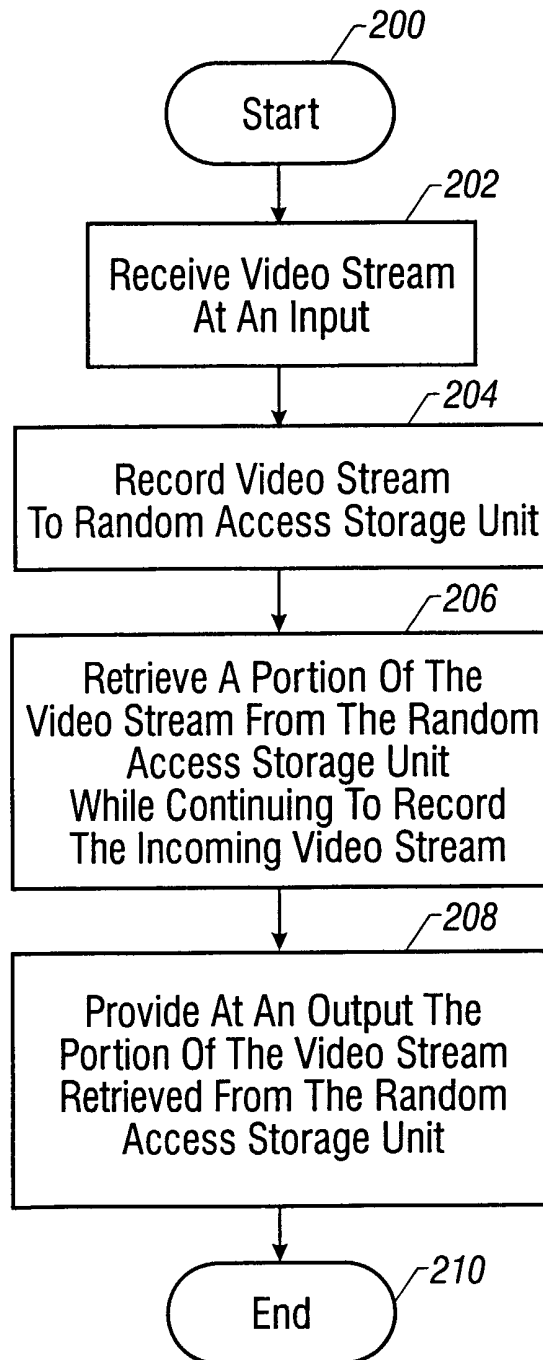 200
Start
202
Receive Video Stream
At An Input
204
Record Video Stream
To Random Access Storage Unit
206
Retrieve A Portion Of The
Video Stream From The Random
Access Storage Unit
While Continuing To Record
The Incoming Video Stream
208
Provide At An Output The
Portion Of The Video Stream
Retrieved From The Random
Access Storage Unit
210
End